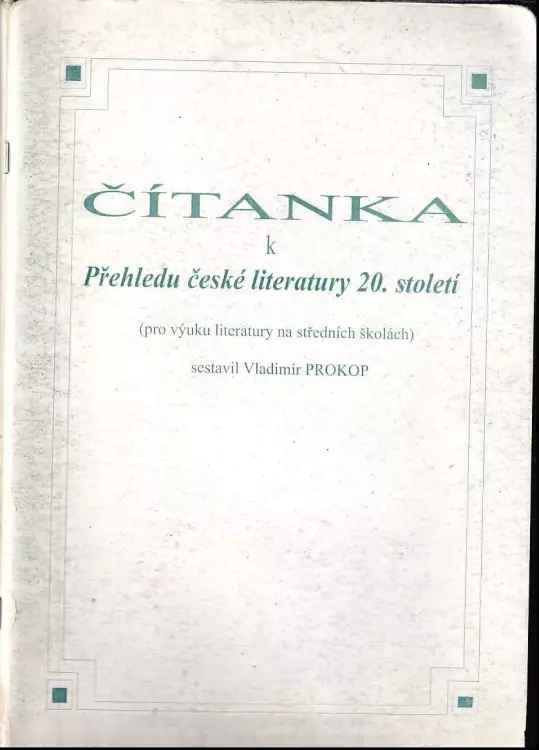 ČÍTANKA
k
Přehledu české literatury 20. století
(pro výuku literatury na středních školách)
sestavil Vladimír PROKOP